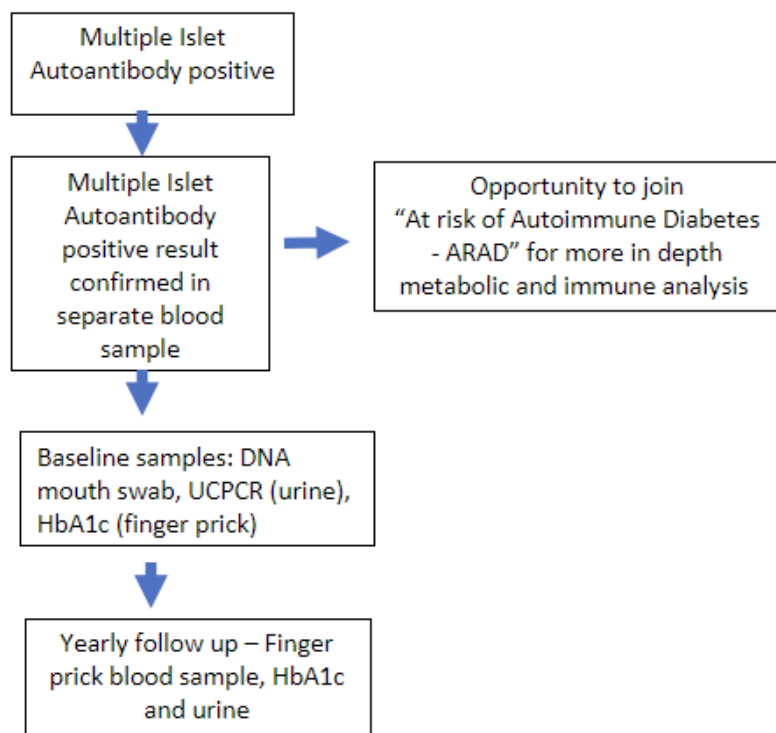 Multiple Islet
Autoantibody positive
Multiple Islet
Autoantibody
positive result
confirmed in
separate blood
sample
Opportunity to join
“At risk of Autoimmune Diabetes
- ARAD” for more in depth
metabolic and immune analysis
Baseline samples: DNA
mouth swab, UCPCR (urine),
HbA1c (finger prick)
Yearly follow up – Finger
prick blood sample, HbA1c
and urine